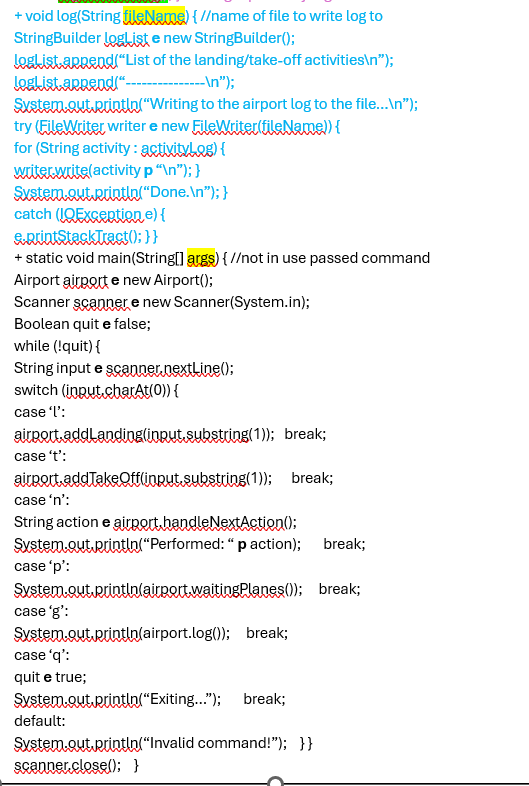 + void log(String fileName) { //name of file to write log to
StringBuilder logList e new StringBuilder();
logList.append(“List of the landing/take-off activities\n”);
logList.append(“---------------\n”);
System.out.println(“Writing to the airport log to the file...\n”);
try (FileWriter writer e new FileWriter(fileName)) {
for (String activity : activityLog) {
writer.write(activity p “\n”); }
System.out.println(“Done.\n”); }
catch (IOException e) {
e.printStackTract(); } }
+ static void main(String[] args) { //not in use passed command
Airport airport e new Airport();
Scanner scanner e new Scanner(System.in);
Boolean quit e false;
while (!quit) {
String input e scanner.nextLine();
switch (input.charAt(0)) {
case ‘l’:
airport.addLanding(input.substring(1)); break;
case ‘t’:
airport.addTakeOff(input.substring(1)); break;
case ‘n’:
String action e airport.handleNextAction();
System.out.println(“Performed: “ p action); break;
case ‘p’:
System.out.println(airport.waitingPlanes()); break;
case ‘g’:
System.out.println(airport.log()); break;
case ‘q’:
quit e true;
System.out.println(“Exiting...”); break;
default:
System.out.println(“Invalid command!”); } }
scanner.close(); }